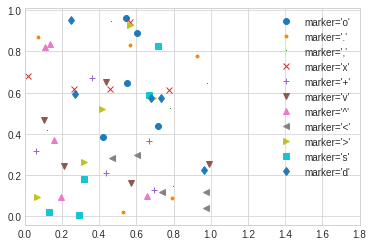 1.0
0.8
0.6
0.4
0.2
0.0
0.0 0.2 0.4 0.6 0.8 1.0 1.2 1.4 1.6 1.8
marker='o'
marker='.'
marker=','
marker='x'
marker='+'
marker='v'
marker='^'
marker='<'
marker='>'
marker='s'
marker='d'